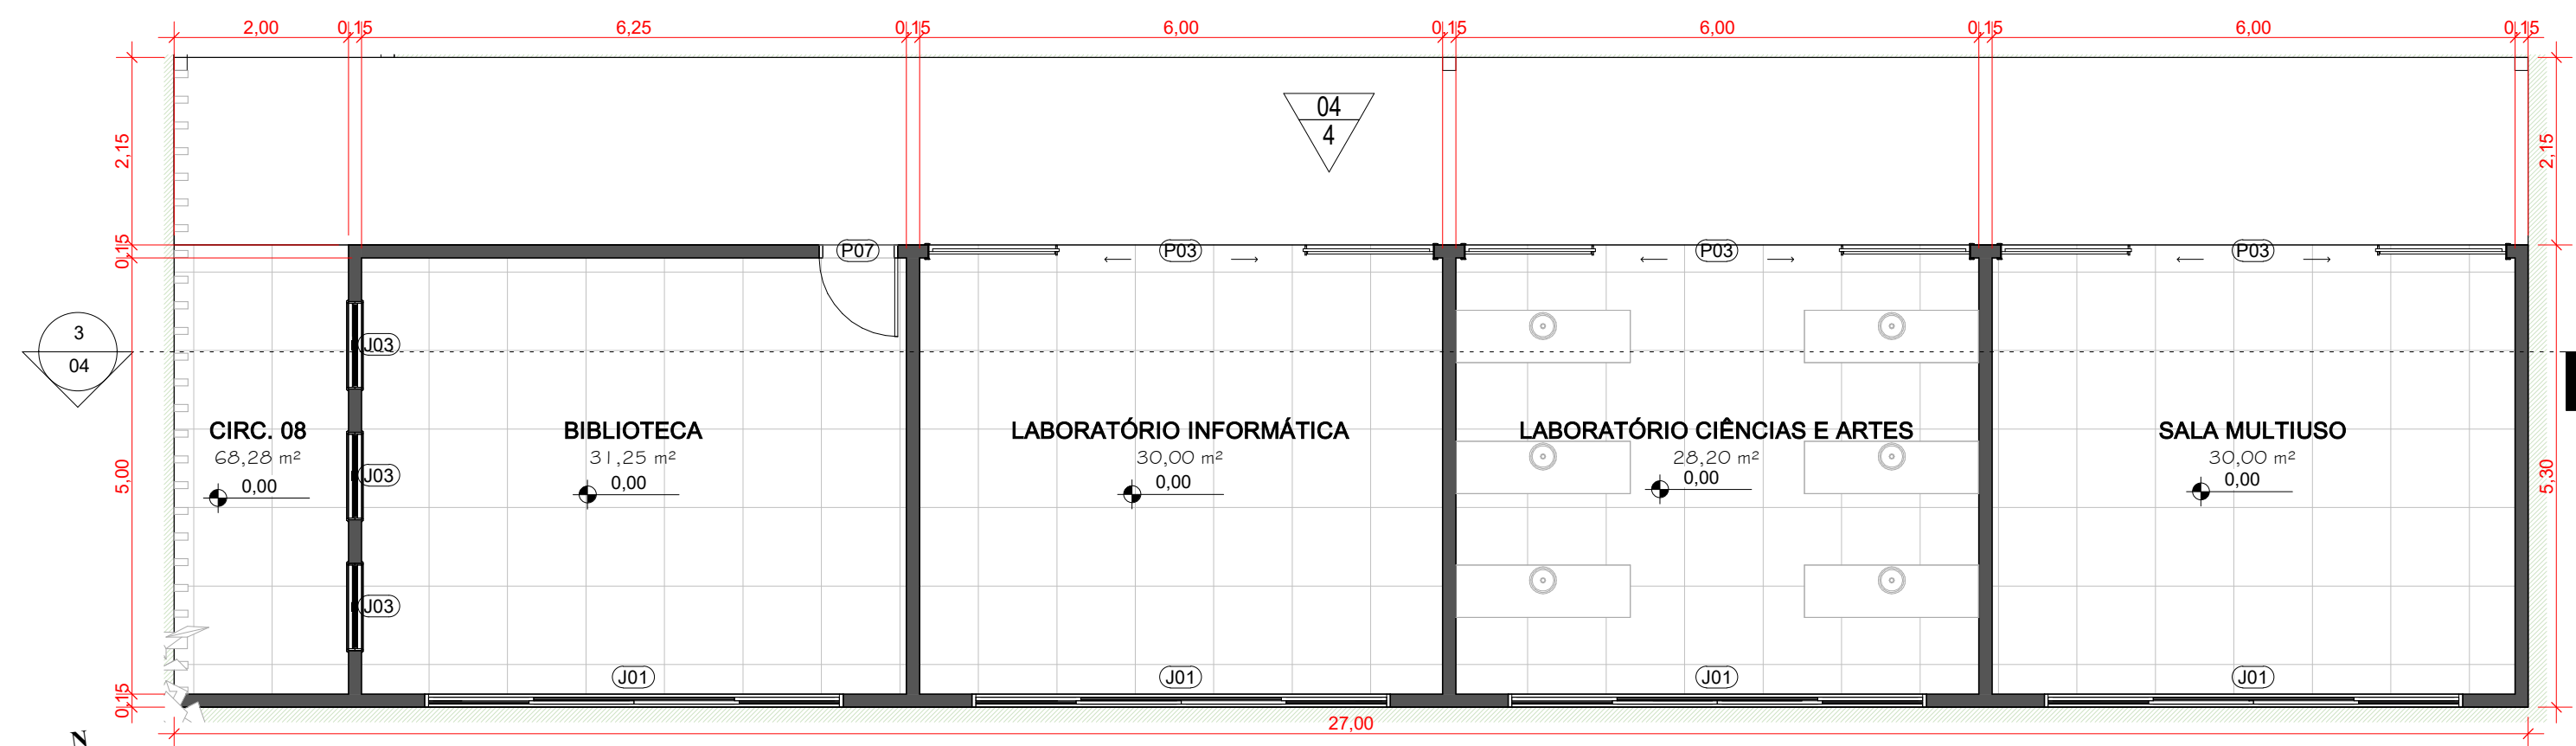 2,00 0,15 6,25 0,15 6,00 0,15 6,00 0,15 6,00 0,15
04
4
2,15
2,15
0,15
P07
P03
P03
P03
3
04
J03
J03
J03
CIRC. 08
68,28 m²
0,00
BIBLIOTECA
31,25 m²
0,00
LABORATÓRIO INFORMÁTICA
30,00 m²
0,00
LABORATÓRIO CIÊNCIAS E ARTES
28,20 m²
0,00
SALA MULTIUSO
30,00 m²
0,00
5,00
5,30
J01
J01
J01
J01
0,15
27,00
N